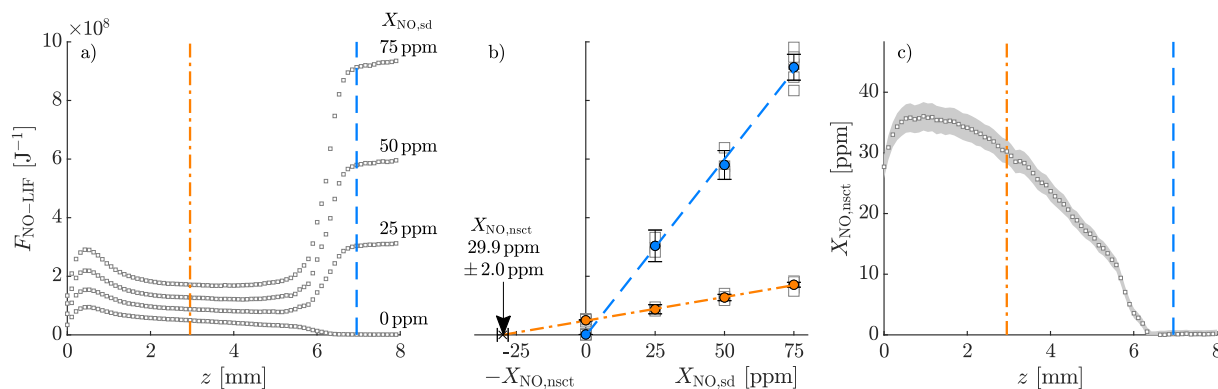 ×10⁸
a)
X_NO,sd
75 ppm
50 ppm
25 ppm
0 ppm
10
8
6
4
2
0
F_NO−LIF [J⁻¹]
0 2 4 6 8
z [mm]
b)
X_NO,nsct
29.9 ppm
± 2.0 ppm
-25 0 25 50 75
−X_NO,nsct X_NO,sd [ppm]
c)
40
30
20
10
0
X_NO,nsct [ppm]
0 2 4 6 8
z [mm]